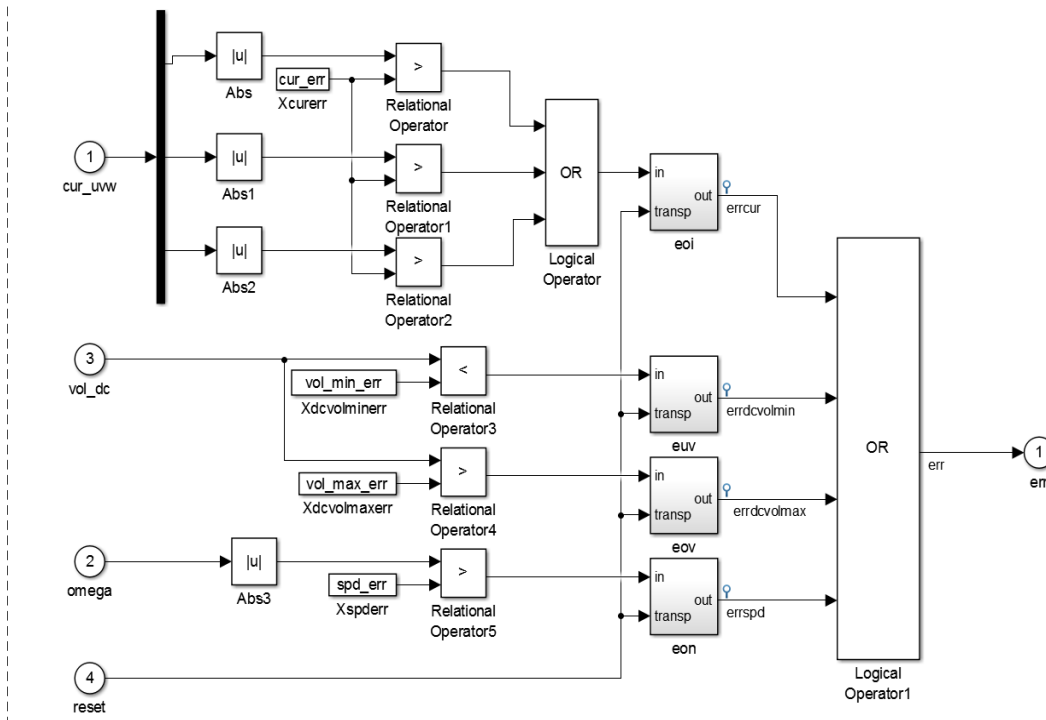 |u|
Abs
cur_err
Xcurerr
>
Relational
Operator
1
cur_uvw
|u|
Abs1
>
Relational
Operator1
|u|
Abs2
>
Relational
Operator2
OR
Logical
Operator
in
transp
out
errcur
eoi
3
vol_dc
vol_min_err
Xdcvolminerr
<
Relational
Operator3
in
transp
out
errdcvolmin
euv
vol_max_err
Xdcvolmaxerr
>
Relational
Operator4
in
transp
out
errdcvolmax
eov
2
omega
|u|
Abs3
spd_err
Xspderr
>
Relational
Operator5
in
transp
out
errspd
eon
4
reset
OR
Logical
Operator1
err
1
err